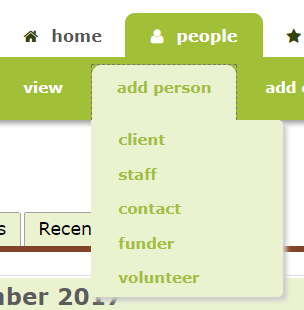 home people
view add person add
client
staff
contact
funder
s Recen
volunteer
mber 2017